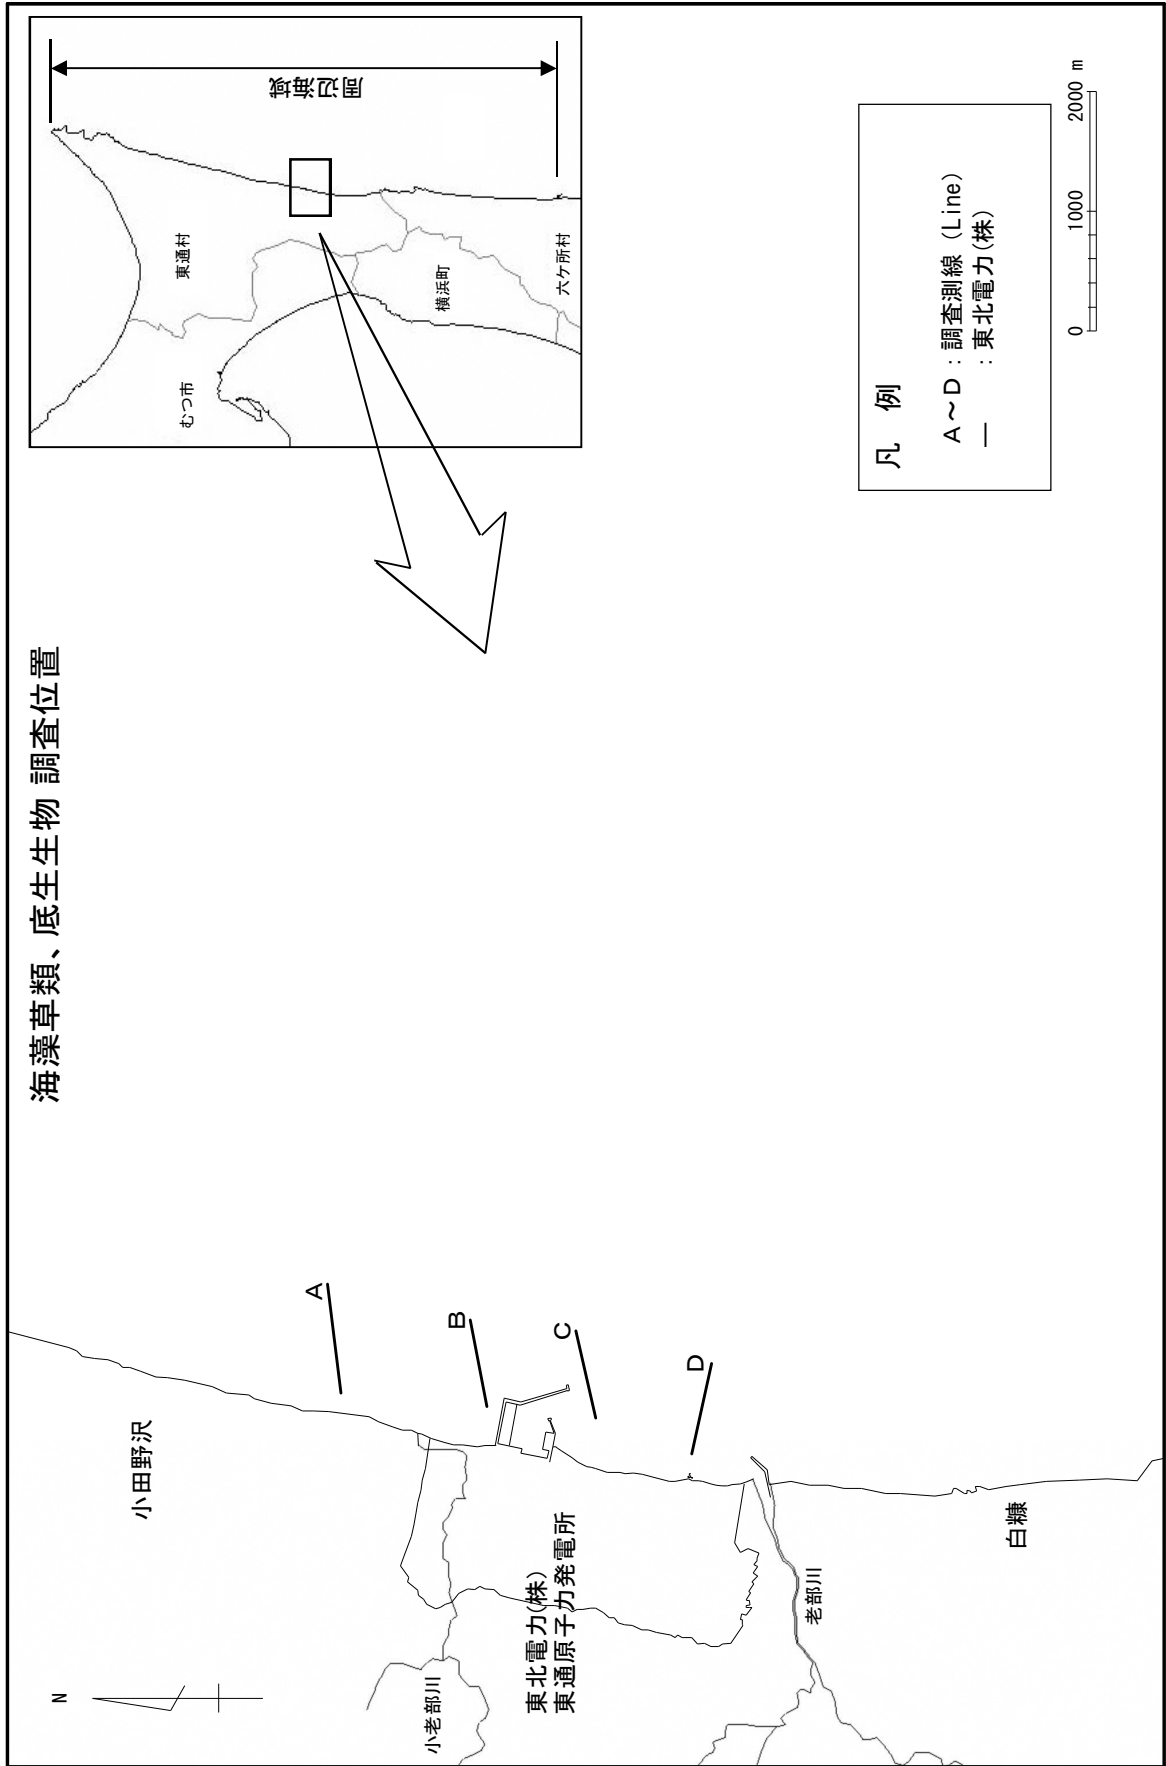 海藻草類、底生生物 調査位置
N
小田野沢
小老部川
東北電力(株)
東通原子力発電所
老部川
白糠
A
B
C
D
むつ市
東通村
横浜町
六ケ所村
周辺海域
凡 例
A～D：調査測線 (Line)
―　：東北電力(株)
0 1000 2000 m